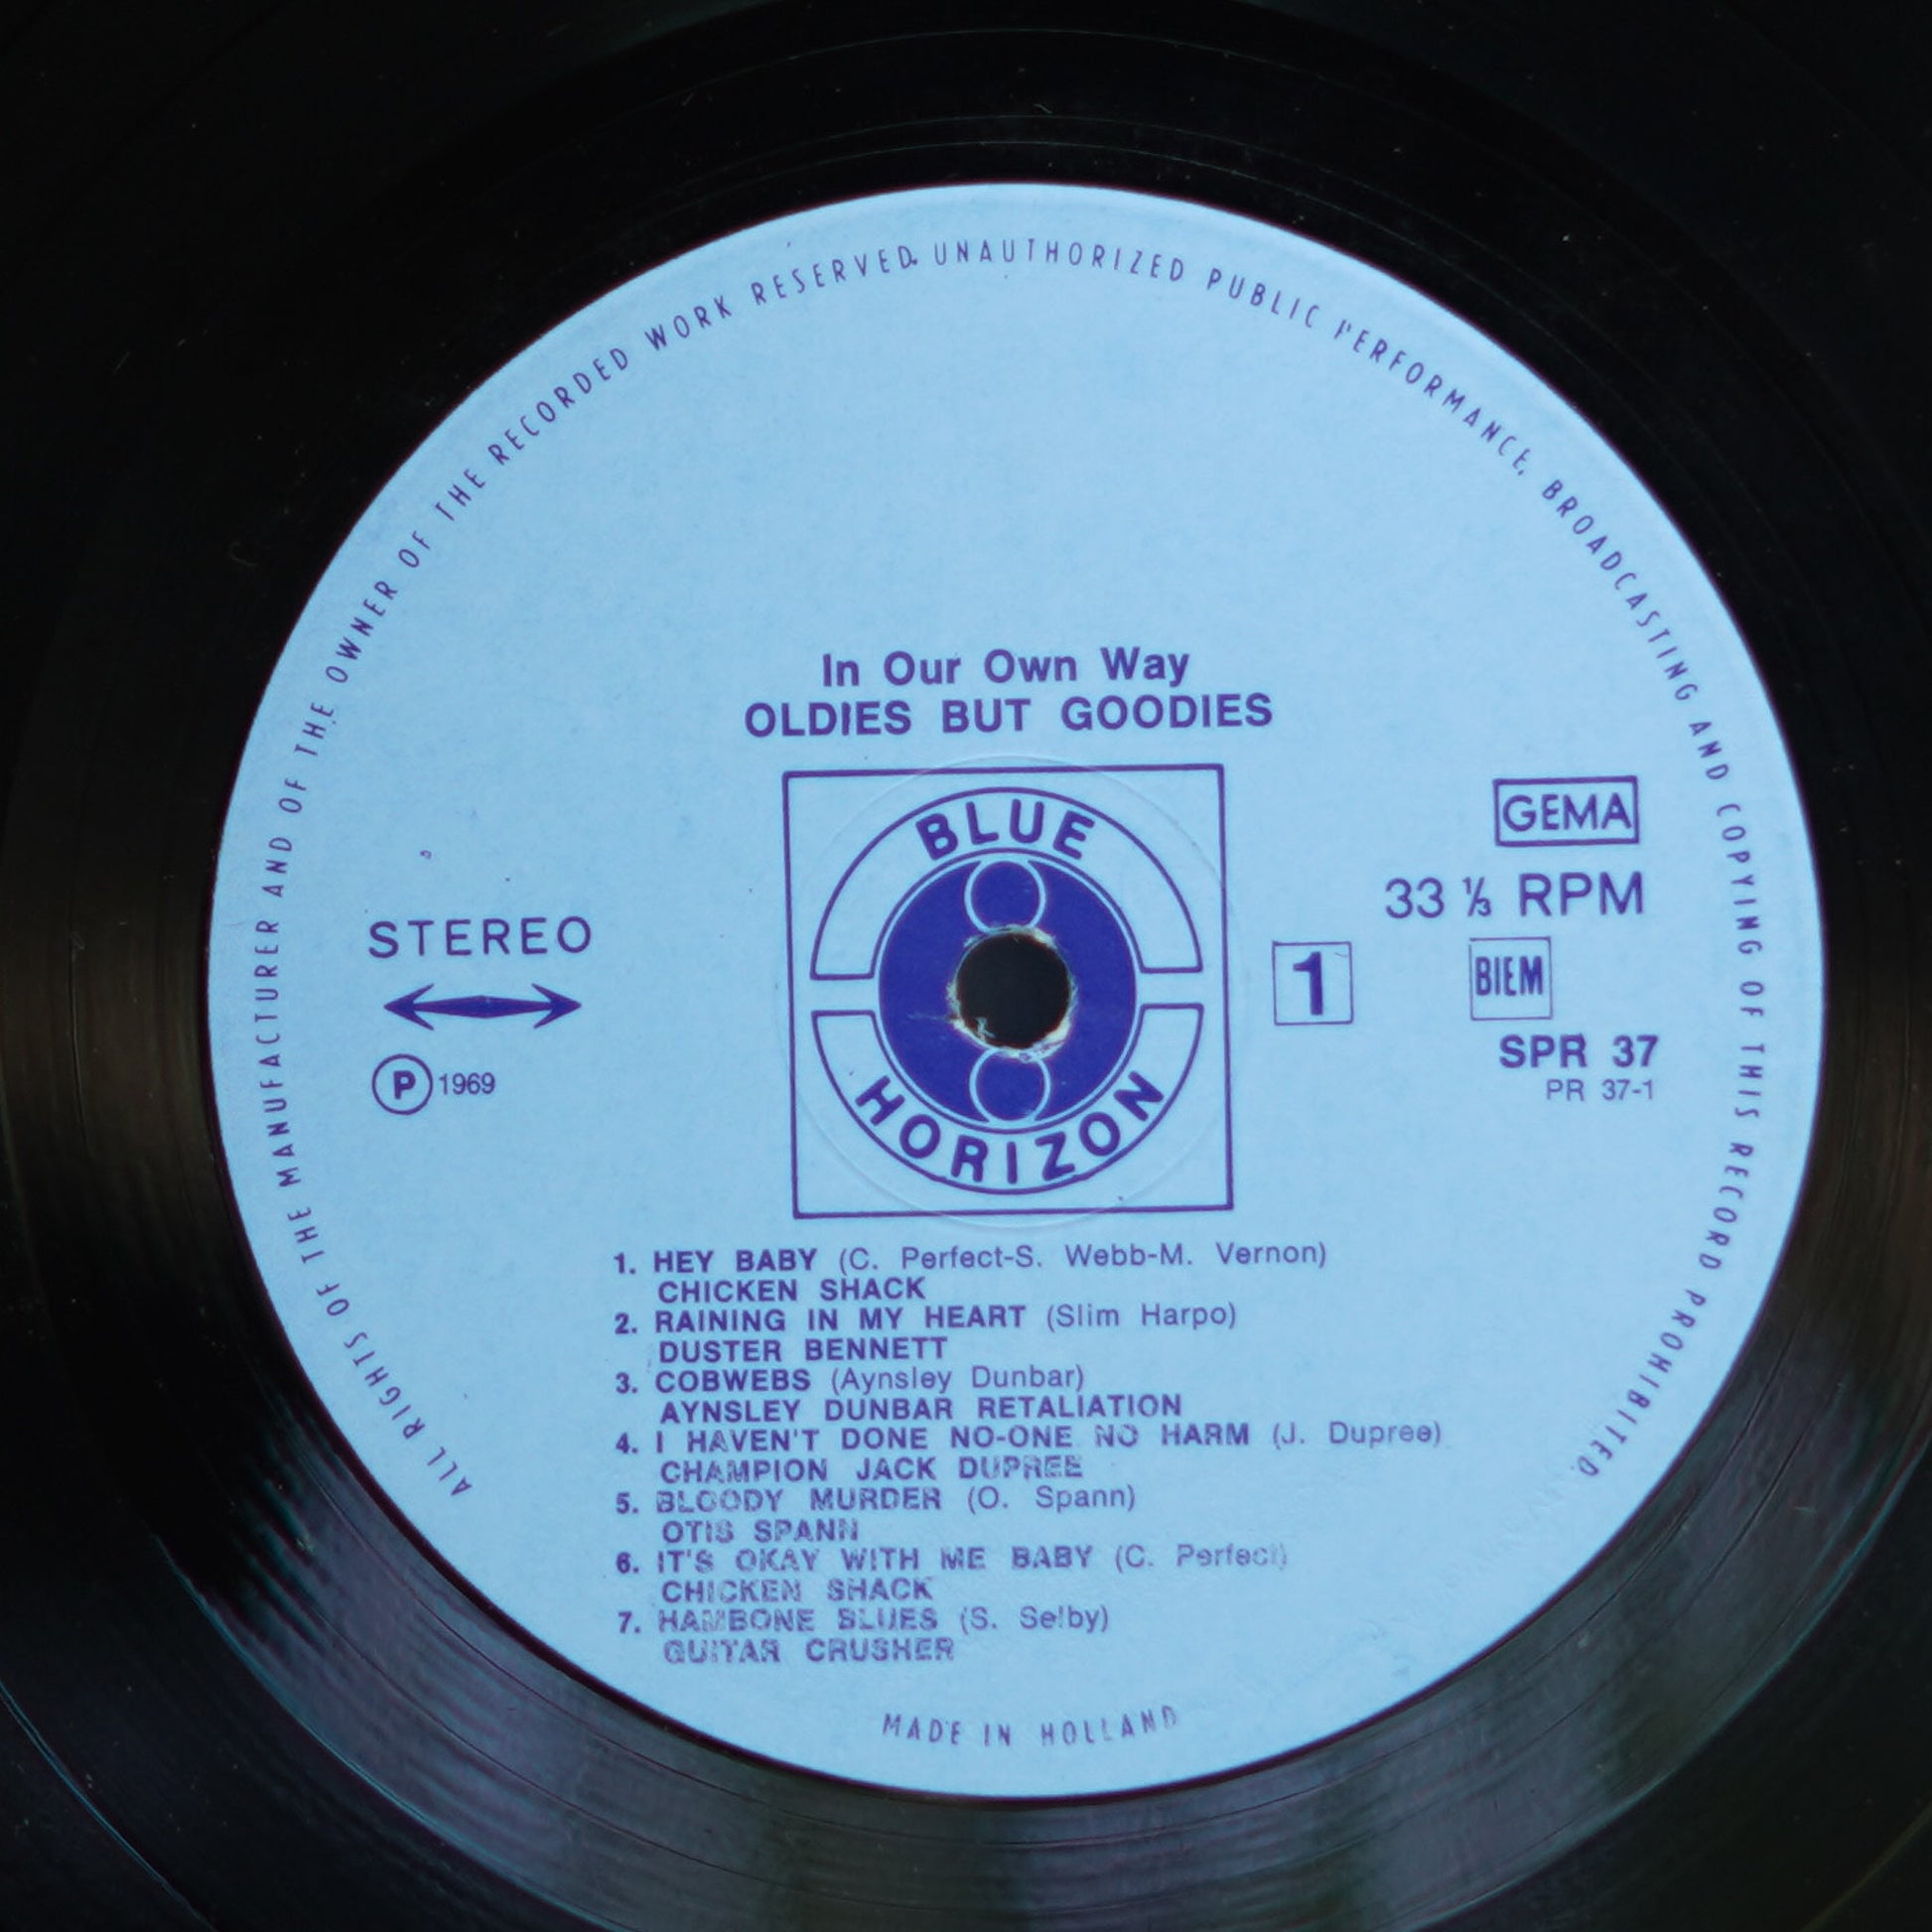 ALL RIGHTS OF THE MANUFACTURER AND OF THE OWNER OF THE RECORDED WORK RESERVED. UNAUTHORIZED PUBLIC PERFORMANCE, BROADCASTING AND COPYING OF THIS RECORD PROHIBITED.
In Our Own Way
OLDIES BUT GOODIES
BLUE
HORIZON
STEREO
P 1969
GEMA
33 ⅓ RPM
1
BIEM
SPR 37
PR 37-1
1. HEY BABY (C. Perfect-S. Webb-M. Vernon)
CHICKEN SHACK
2. RAINING IN MY HEART (Slim Harpo)
DUSTER BENNETT
3. COBWEBS (Aynsley Dunbar)
AYNSLEY DUNBAR RETALIATION
4. I HAVEN'T DONE NO-ONE NO HARM (J. Dupree)
CHAMPION JACK DUPREE
5. BLOODY MURDER (O. Spann)
OTIS SPANN
6. IT'S OKAY WITH ME BABY (C. Perfect)
CHICKEN SHACK
7. HAMBONE BLUES (S. Selby)
GUITAR CRUSHER
MADE IN HOLLAND